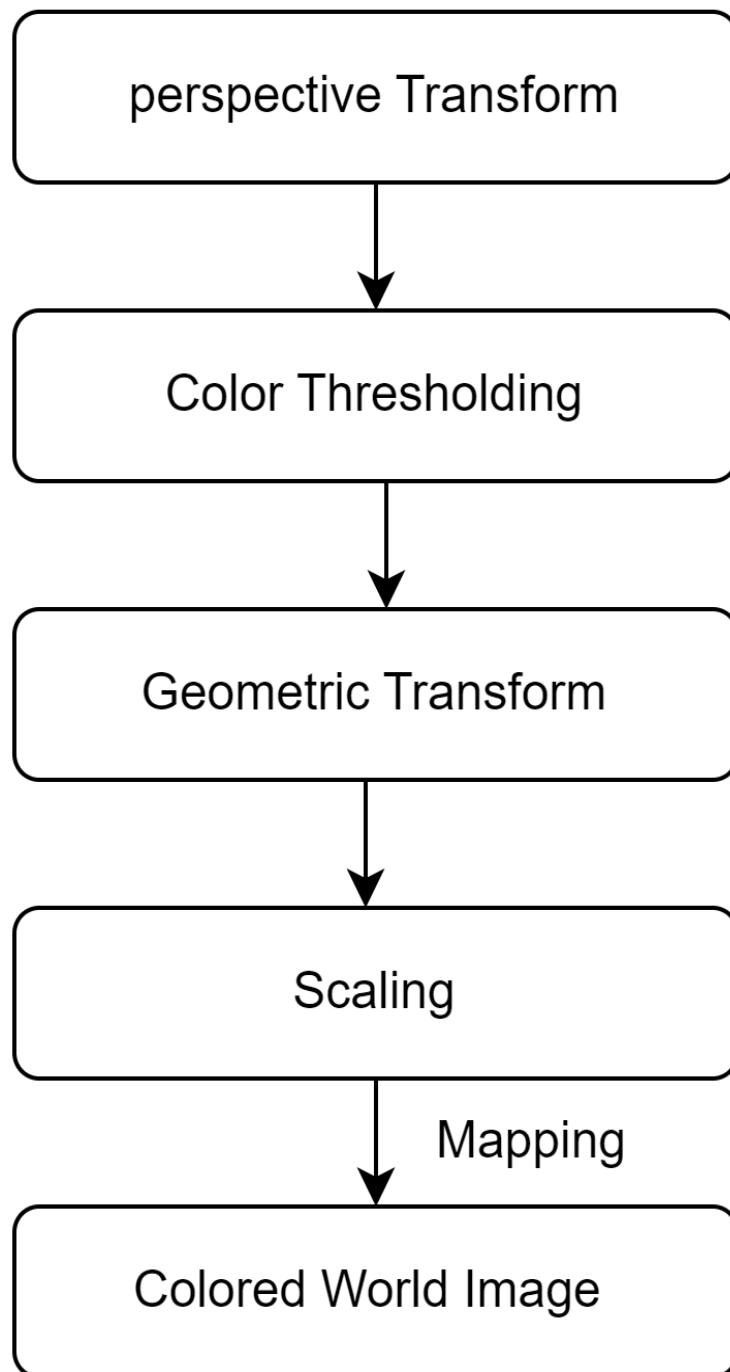 perspective Transform
Color Thresholding
Geometric Transform
Scaling
Mapping
Colored World Image